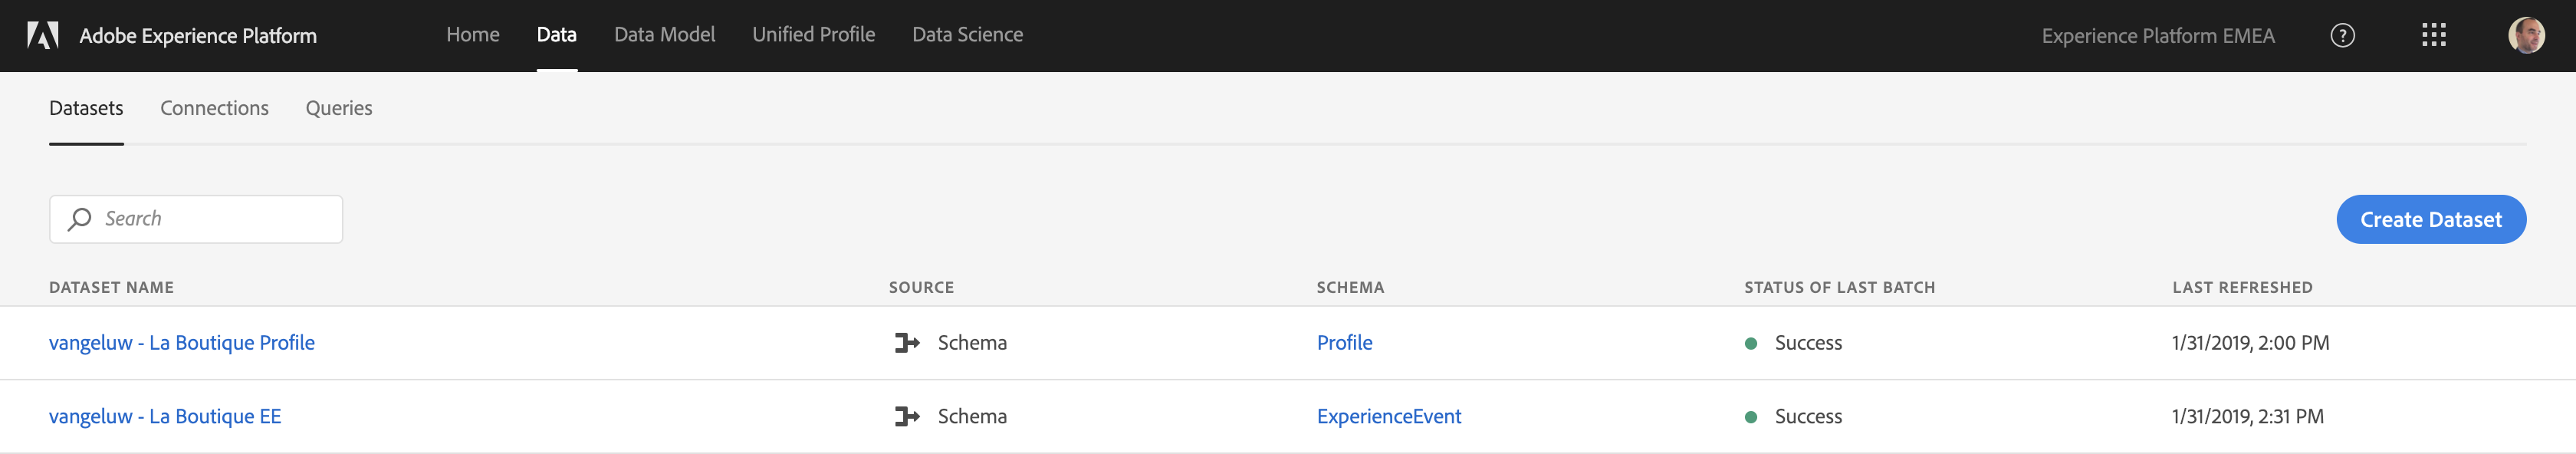 Adobe Experience Platform Home Data Data Model Unified Profile Data Science Experience Platform EMEA ?
Datasets Connections Queries
Search Create Dataset
DATASET NAME SOURCE SCHEMA STATUS OF LAST BATCH LAST REFRESHED
vangeluw - La Boutique Profile Schema Profile Success 1/31/2019, 2:00 PM
vangeluw - La Boutique EE Schema ExperienceEvent Success 1/31/2019, 2:31 PM